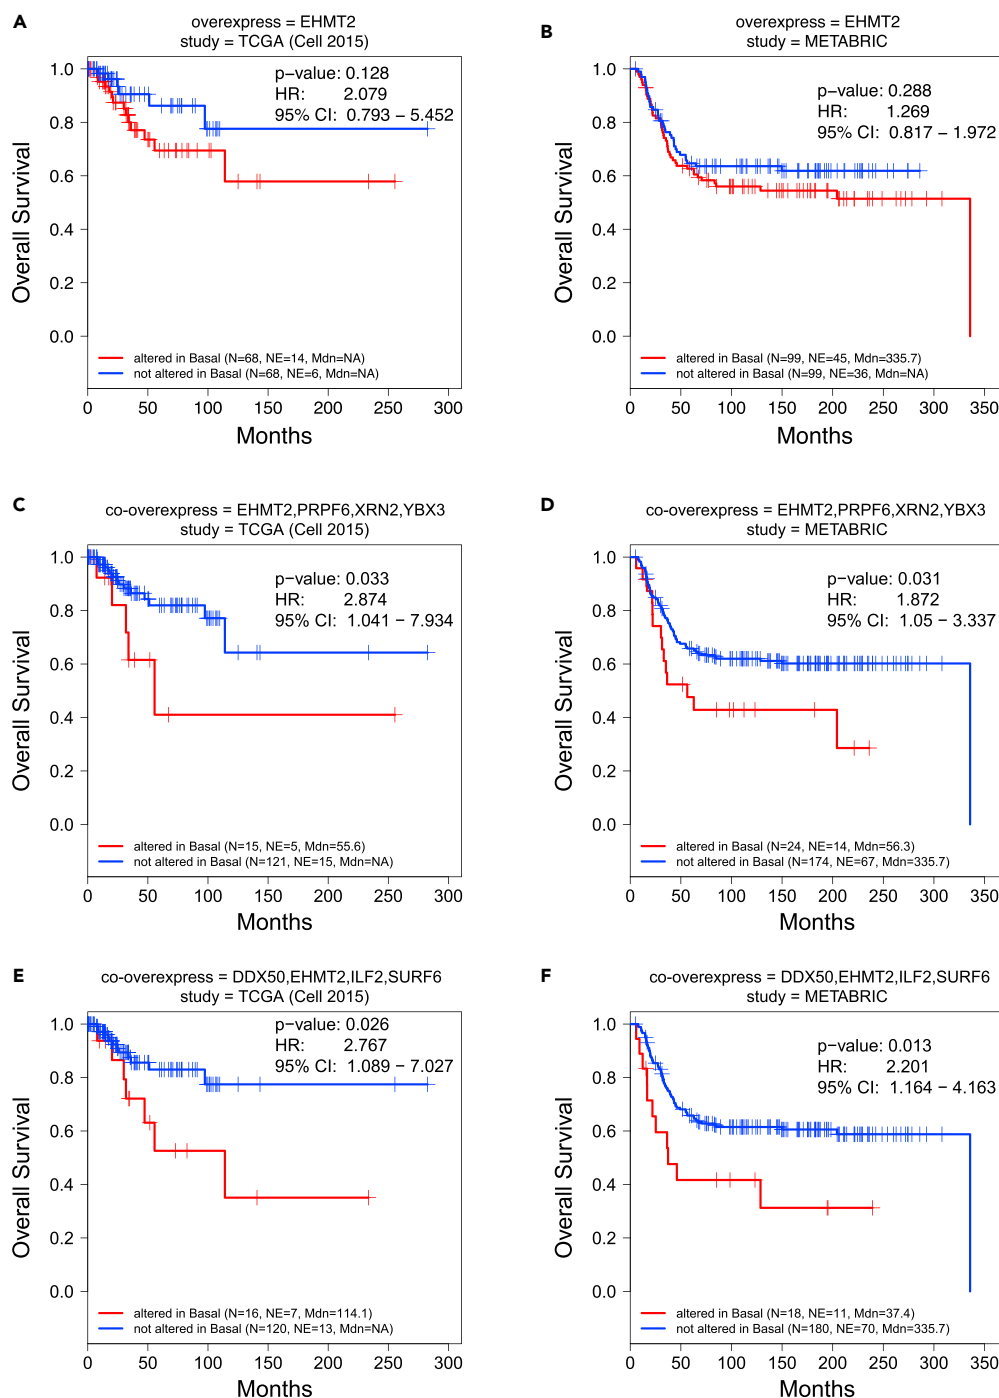 A
overexpress = EHMT2
study = TCGA (Cell 2015)
p−value: 0.128
HR: 2.079
95% CI: 0.793 − 5.452
Overall Survival
1.0
0.8
0.6
0.4
0.2
0.0
altered in Basal (N=68, NE=14, Mdn=NA)
not altered in Basal (N=68, NE=6, Mdn=NA)
0 50 100 150 200 250 300
Months
B
overexpress = EHMT2
study = METABRIC
p−value: 0.288
HR: 1.269
95% CI: 0.817 − 1.972
Overall Survival
1.0
0.8
0.6
0.4
0.2
0.0
altered in Basal (N=99, NE=45, Mdn=335.7)
not altered in Basal (N=99, NE=36, Mdn=NA)
0 50 100 150 200 250 300 350
Months
C
co-overexpress = EHMT2,PRPF6,XRN2,YBX3
study = TCGA (Cell 2015)
p−value: 0.033
HR: 2.874
95% CI: 1.041 − 7.934
Overall Survival
1.0
0.8
0.6
0.4
0.2
0.0
altered in Basal (N=15, NE=5, Mdn=55.6)
not altered in Basal (N=121, NE=15, Mdn=NA)
0 50 100 150 200 250 300
Months
D
co-overexpress = EHMT2,PRPF6,XRN2,YBX3
study = METABRIC
p−value: 0.031
HR: 1.872
95% CI: 1.05 − 3.337
Overall Survival
1.0
0.8
0.6
0.4
0.2
0.0
altered in Basal (N=24, NE=14, Mdn=56.3)
not altered in Basal (N=174, NE=67, Mdn=335.7)
0 50 100 150 200 250 300 350
Months
E
co-overexpress = DDX50,EHMT2,ILF2,SURF6
study = TCGA (Cell 2015)
p−value: 0.026
HR: 2.767
95% CI: 1.089 − 7.027
Overall Survival
1.0
0.8
0.6
0.4
0.2
0.0
altered in Basal (N=16, NE=7, Mdn=114.1)
not altered in Basal (N=120, NE=13, Mdn=NA)
0 50 100 150 200 250 300
Months
F
co-overexpress = DDX50,EHMT2,ILF2,SURF6
study = METABRIC
p−value: 0.013
HR: 2.201
95% CI: 1.164 − 4.163
Overall Survival
1.0
0.8
0.6
0.4
0.2
0.0
altered in Basal (N=18, NE=11, Mdn=37.4)
not altered in Basal (N=180, NE=70, Mdn=335.7)
0 50 100 150 200 250 300 350
Months